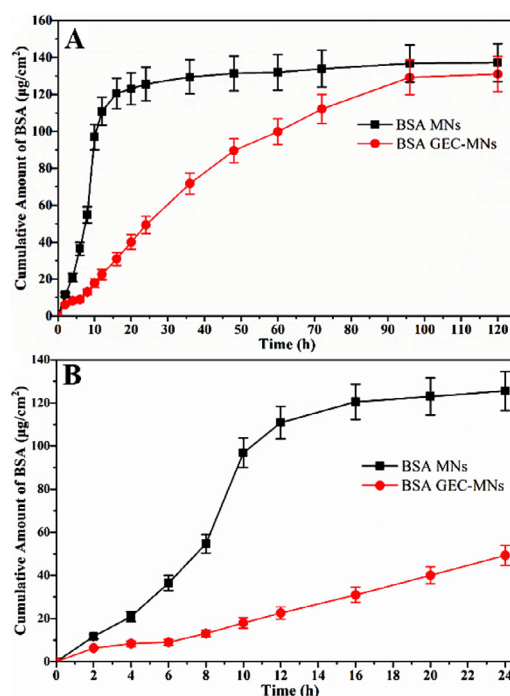 A
160
140
120
100
80
60
40
20
0
Cumulative Amount of BSA (µg/cm²)
BSA MNs
BSA GEC-MNs
0 10 20 30 40 50 60 70 80 90 100 110 120
Time (h)
B
140
120
100
80
60
40
20
0
Cumulative Amount of BSA (µg/cm²)
BSA MNs
BSA GEC-MNs
0 2 4 6 8 10 12 14 16 18 20 22 24
Time (h)